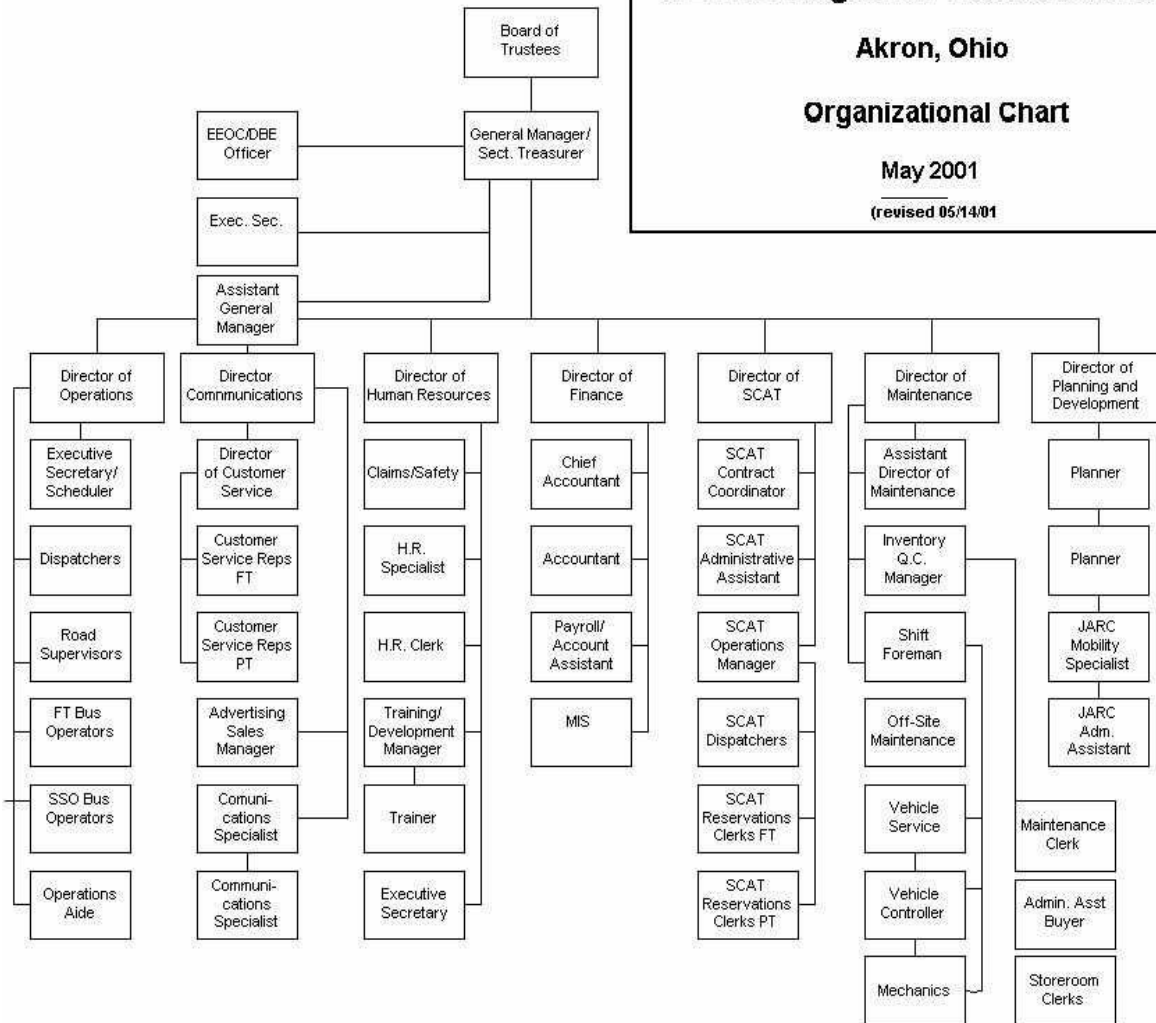 Akron, Ohio
Organizational Chart
May 2001
(revised 05/14/01
Board of
Trustees
EEOC/DBE
Officer
General Manager/
Sect. Treasurer
Exec. Sec.
Assistant
General
Manager
Director of
Operations
Director
Comnmunications
Director of
Human Resources
Director of
Finance
Director of
SCAT
Director of
Maintenance
Director of
Planning and
Development
Executive
Secretary/
Scheduler
Director
of Customer
Service
Claims/Safety
Chief
Accountant
SCAT
Contract
Coordinator
Assistant
Director of
Maintenance
Planner
Dispatchers
Customer
Service Reps
FT
H.R.
Specialist
Accountant
SCAT
Administrative
Assistant
Inventory
Q.C.
Manager
Planner
Road
Supervisors
Customer
Service Reps
PT
H.R. Clerk
Payroll/
Account
Assistant
SCAT
Operations
Manager
Shift
Foreman
JARC
Mobility
Specialist
FT Bus
Operators
Advertising
Sales
Manager
Training/
Development
Manager
MIS
SCAT
Dispatchers
Off-Site
Maintenance
JARC
Adm.
Assistant
SSO Bus
Operators
Comuni-
cations
Specialist
Trainer
SCAT
Reservations
Clerks FT
Vehicle
Service
Maintenance
Clerk
Operations
Aide
Communi-
cations
Specialist
Executive
Secretary
SCAT
Reservations
Clerks PT
Vehicle
Controller
Admin. Asst
Buyer
Mechanics
Storeroom
Clerks